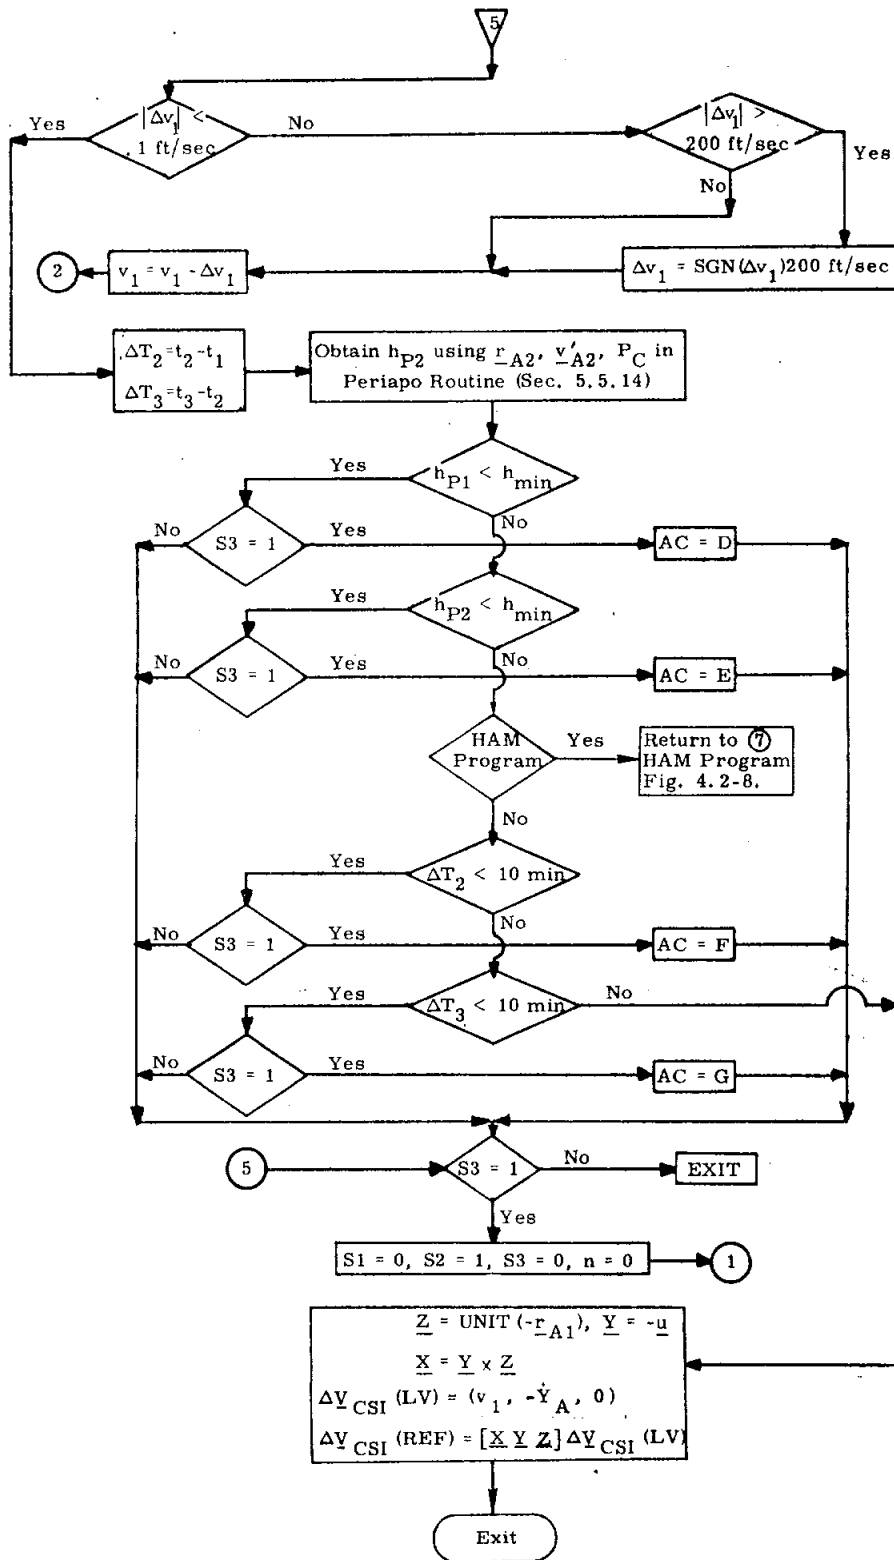 5
|Δv1| <
.1 ft/sec
Yes
No
|Δv1| >
200 ft/sec
Yes
No
2
v1 = v1 - Δv1
Δv1 = SGN(Δv1)200 ft/sec
ΔT2=t2-t1
ΔT3=t3-t2
Obtain hP2 using rA2, v'A2, PC in
Periapo Routine (Sec. 5.5.14)
hP1 < hmin
Yes
No
No
S3 = 1
Yes
AC = D
hP2 < hmin
Yes
No
No
S3 = 1
Yes
AC = E
HAM
Program
Yes
No
Return to 7
HAM Program
Fig. 4.2-8.
ΔT2 < 10 min
Yes
No
No
S3 = 1
Yes
AC = F
ΔT3 < 10 min
Yes
No
No
S3 = 1
Yes
AC = G
5
S3 = 1
No
EXIT
Yes
S1 = 0, S2 = 1, S3 = 0, n = 0
1
Z = UNIT (-rA1), Y = -u
X = Y × Z
ΔV CSI (LV) = (v1, -ẎA, 0)
ΔV CSI (REF) = [X Y Z] ΔV CSI (LV)
Exit